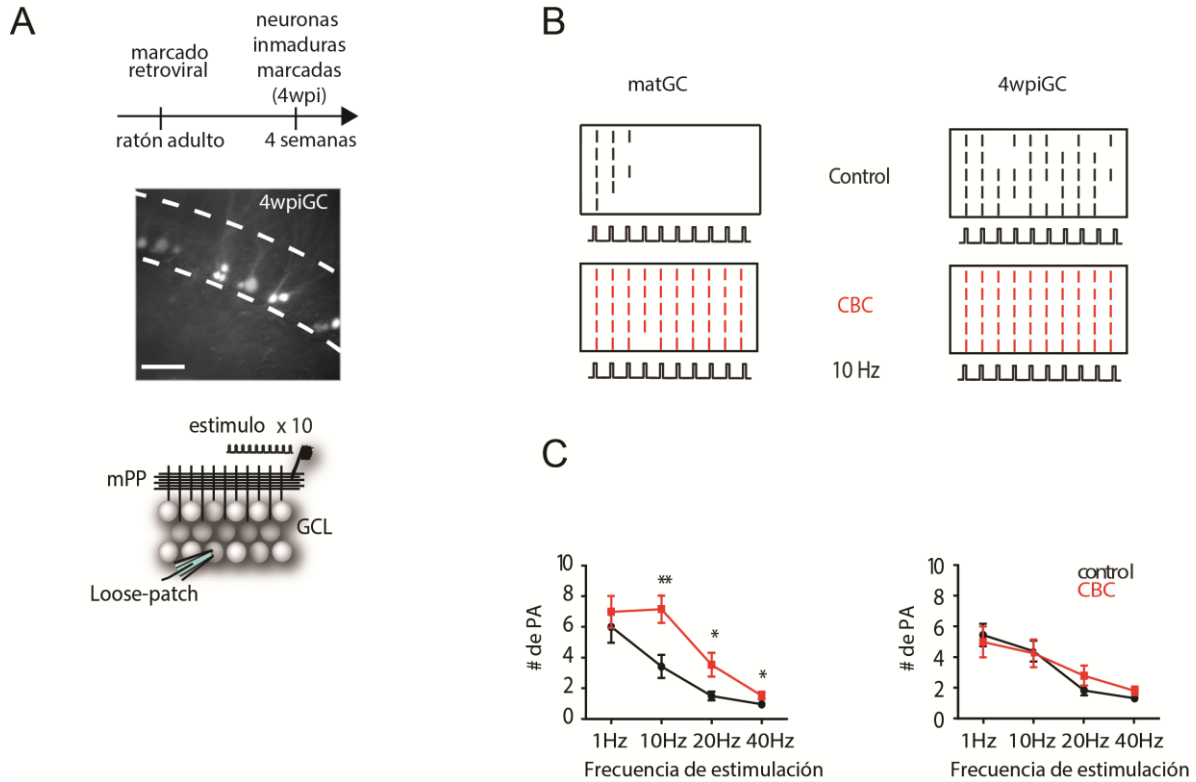 A
marcado
retroviral
neuronas
inmaduras
marcadas
(4wpi)
ratón adulto
4 semanas
4wpiGC
estimulo x 10
mPP
GCL
Loose-patch
B
matGC
4wpiGC
Control
CBC
10 Hz
C
10
8
6
4
2
0
# de PA
**
*
*
1Hz 10Hz 20Hz 40Hz
Frecuencia de estimulación
10
8
6
4
2
0
# de PA
control
CBC
1Hz 10Hz 20Hz 40Hz
Frecuencia de estimulación